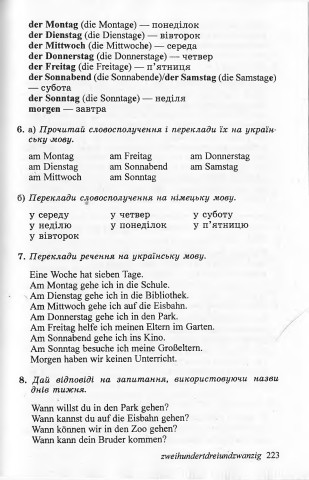 der Montag (die Montage) — понеділок
der Dienstag (die Dienstage) — вівторок
der Mittwoch (die Mittwoche) — середа
der Donnerstag (die Donnerstage) — четвер
der Freitag (die Freitage) — п'ятниця
der Sonnabend (die Sonnabende)/der Samstag (die Samstage)
— субота
der Sonntag (die Sonntage) — неділя
morgen — завтра
6. а) Прочитай словосполучення і переклади їх на україн-
ську мову.
am Montag am Freitag am Donnerstag
am Dienstag am Sonnabend am Samstag
am Mittwoch am Sonntag
б) Переклади словосполучення на німецьку мову.
у середу у четвер у суботу
у неділю у понеділок у п'ятницю
у вівторок
7. Переклади речення на українську мову.
Eine Woche hat sieben Tage.
Am Montag gehe ich in die Schule.
Am Dienstag gehe ich in die Bibliothek.
Am Mittwoch gehe ich auf die Eisbahn.
Am Donnerstag gehe ich in den Park.
Am Freitag helfe ich meinen Eltern im Garten.
Am Sonnabend gehe ich ins Kino.
Am Sonntag besuche ich meine Großeltern.
Morgen haben wir keinen Unterricht.
8. Дай відповіді на запитання, використовуючи назви
днів тижня.
Wann willst du in den Park gehen?
Wann kannst du auf die Eisbahn gehen?
Wann können wir in den Zoo gehen?
Wann kann dein Bruder kommen?
zweihundertdreiundzwanzig 223